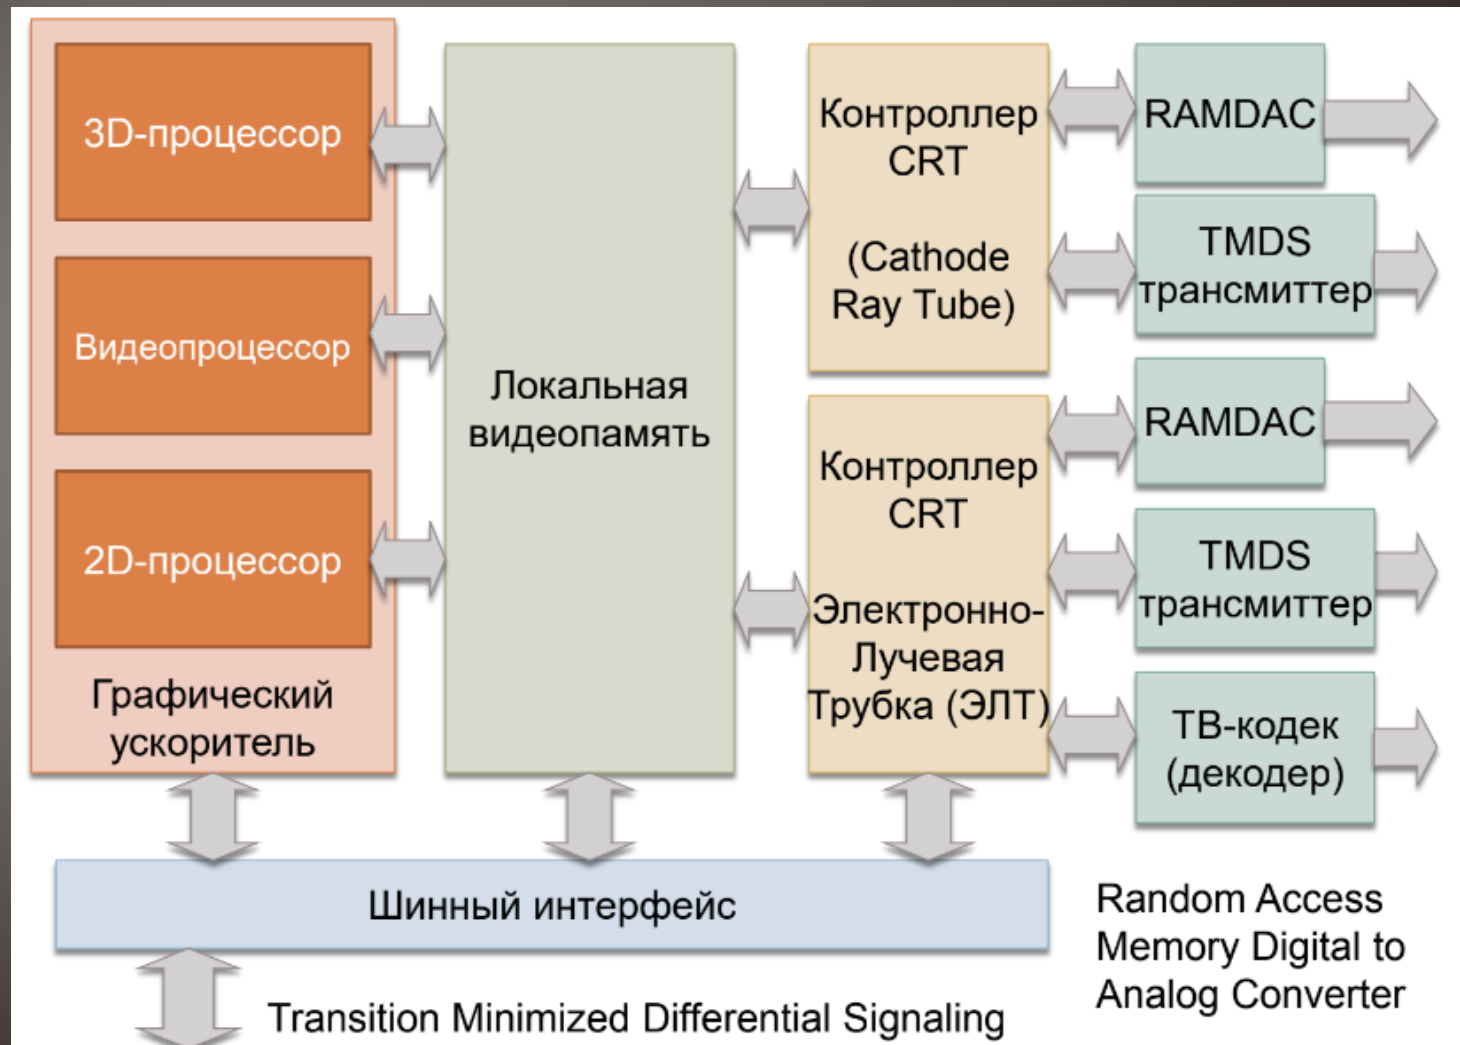 3D-процессор
Видеопроцессор
2D-процессор
Графический
ускоритель
Локальная
видеопамять
Контроллер
CRT
(Cathode
Ray Tube)
Контроллер
CRT
Электронно-
Лучевая
Трубка (ЭЛТ)
RAMDAC
TMDS
трансмиттер
RAMDAC
TMDS
трансмиттер
ТВ-кодек
(декодер)
Шинный интерфейс
Random Access
Memory Digital to
Analog Converter
Transition Minimized Differential Signaling